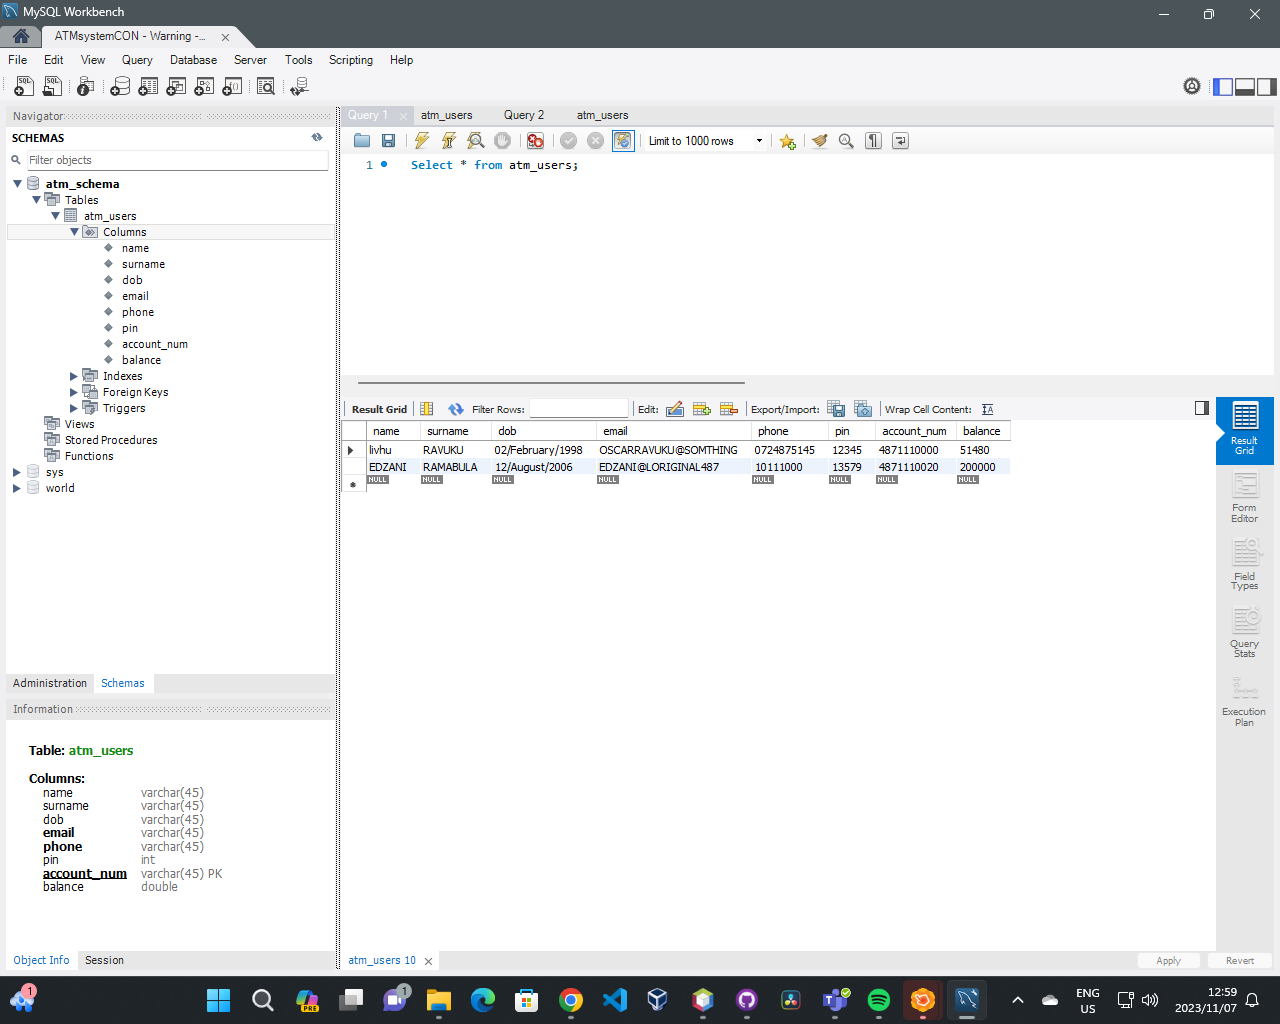 MySQL Workbench
ATMsystemCON - Warning -...
File Edit View Query Database Server Tools Scripting Help
Navigator
SCHEMAS
Filter objects
atm_schema
Tables
atm_users
Columns
name
surname
dob
email
phone
pin
account_num
balance
Indexes
Foreign Keys
Triggers
Views
Stored Procedures
Functions
sys
world
Administration Schemas
Information
Table: atm_users
Columns:
name varchar(45)
surname varchar(45)
dob varchar(45)
email varchar(45)
phone varchar(45)
pin int
account_num varchar(45) PK
balance double
Object Info Session
Query 1 atm_users Query 2 atm_users
Limit to 1000 rows
1 Select * from atm_users;
Result Grid Filter Rows: Edit: Export/Import: Wrap Cell Content: IA
name surname dob email phone pin account_num balance
livhu RAVUKU 02/February/1998 OSCARRAVUKU@SOMTHING 0724875145 12345 4871110000 51480
EDZANI RAMABULA 12/August/2006 EDZANI@LORIGINAL487 10111000 13579 4871110020 200000
NULL NULL NULL NULL NULL NULL NULL NULL
Result
Grid
Form
Editor
Field
Types
Query
Stats
Execution
Plan
atm_users 10
Apply Revert
1
PRE
1
ENG
US
12:59
2023/11/07